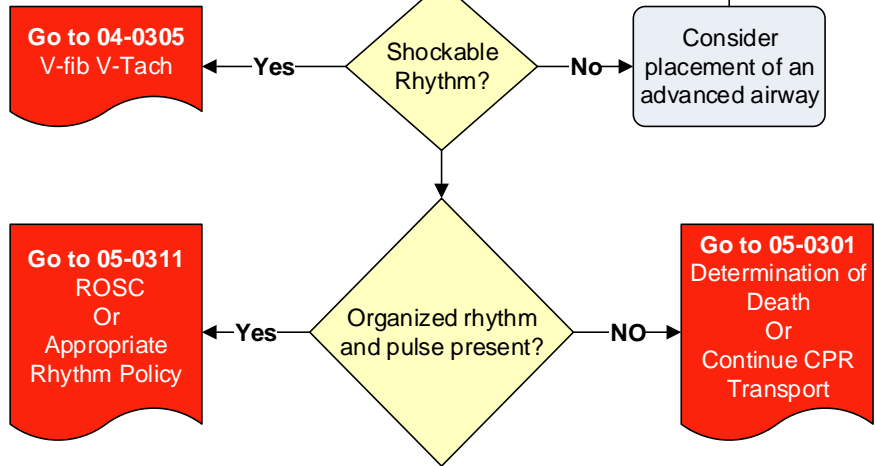 Go to 04-0305
V-fib V-Tach
Yes
Shockable
Rhythm?
No
Consider
placement of an
advanced airway
Go to 05-0311
ROSC
Or
Appropriate
Rhythm Policy
Yes
Organized rhythm
and pulse present?
NO
Go to 05-0301
Determination of
Death
Or
Continue CPR
Transport